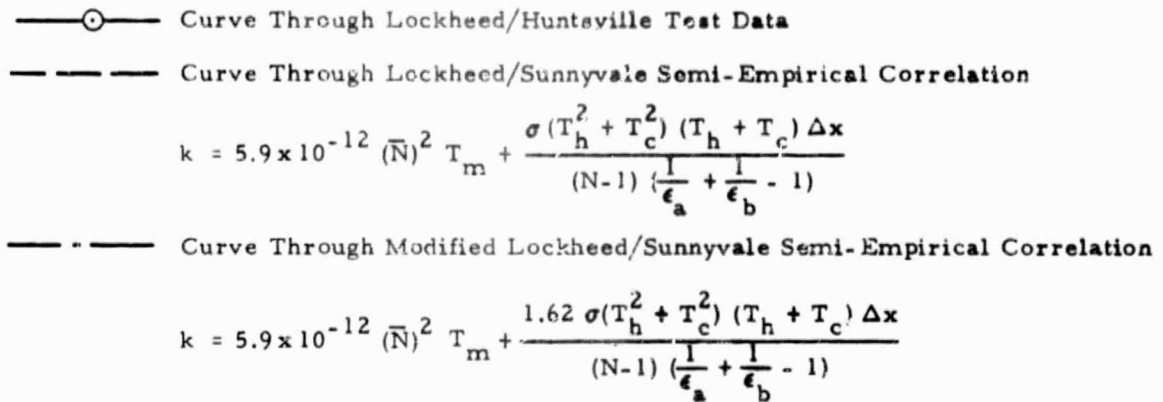 Curve Through Lockheed/Huntsville Test Data
Curve Through Lockheed/Sunnyvale Semi-Empirical Correlation
k = 5.9 x 10^-12 (N̅)^2 T_m + σ (T_h^2 + T_c^2) (T_h + T_c) Δx / (N-1) (1/ϵ_a + 1/ϵ_b - 1)
Curve Through Modified Lockheed/Sunnyvale Semi-Empirical Correlation
k = 5.9 x 10^-12 (N̅)^2 T_m + 1.62 σ(T_h^2 + T_c^2) (T_h + T_c) Δx / (N-1) (1/ϵ_a + 1/ϵ_b - 1)